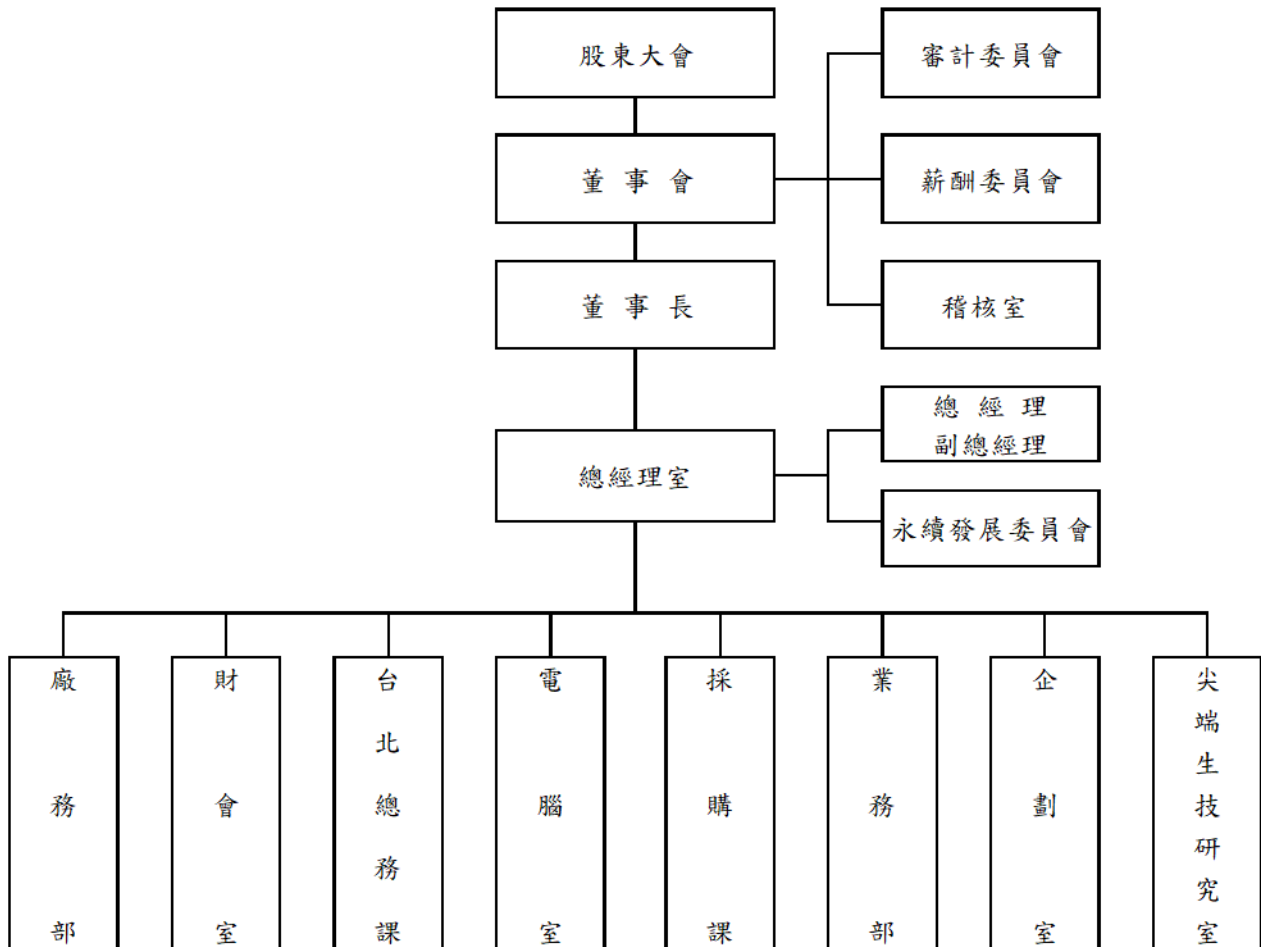 股東大會
審計委員會
董事會
薪酬委員會
董事長
稽核室
總經理
副總經理
總經理室
永續發展委員會
廠務部
財會室
台北總務課
電腦室
採購課
業務部
企劃室
尖端生技研究室